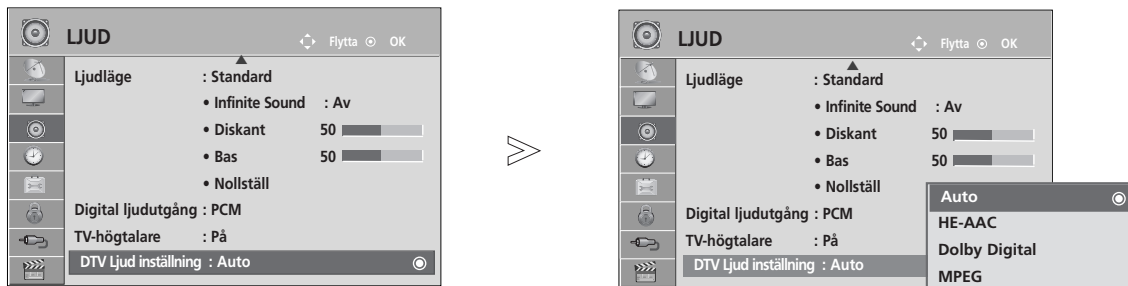 LJUD
Flytta OK
Ljudläge : Standard
• Infinite Sound : Av
• Diskant 50
• Bas 50
• Nollställ
Digital ljudutgång : PCM
TV-högtalare : På
DTV Ljud inställning : Auto
LJUD
Flytta OK
Ljudläge : Standard
• Infinite Sound : Av
• Diskant 50
• Bas 50
• Nollställ
Digital ljudutgång : PCM
TV-högtalare : På
DTV Ljud inställning : Auto
Auto
HE-AAC
Dolby Digital
MPEG